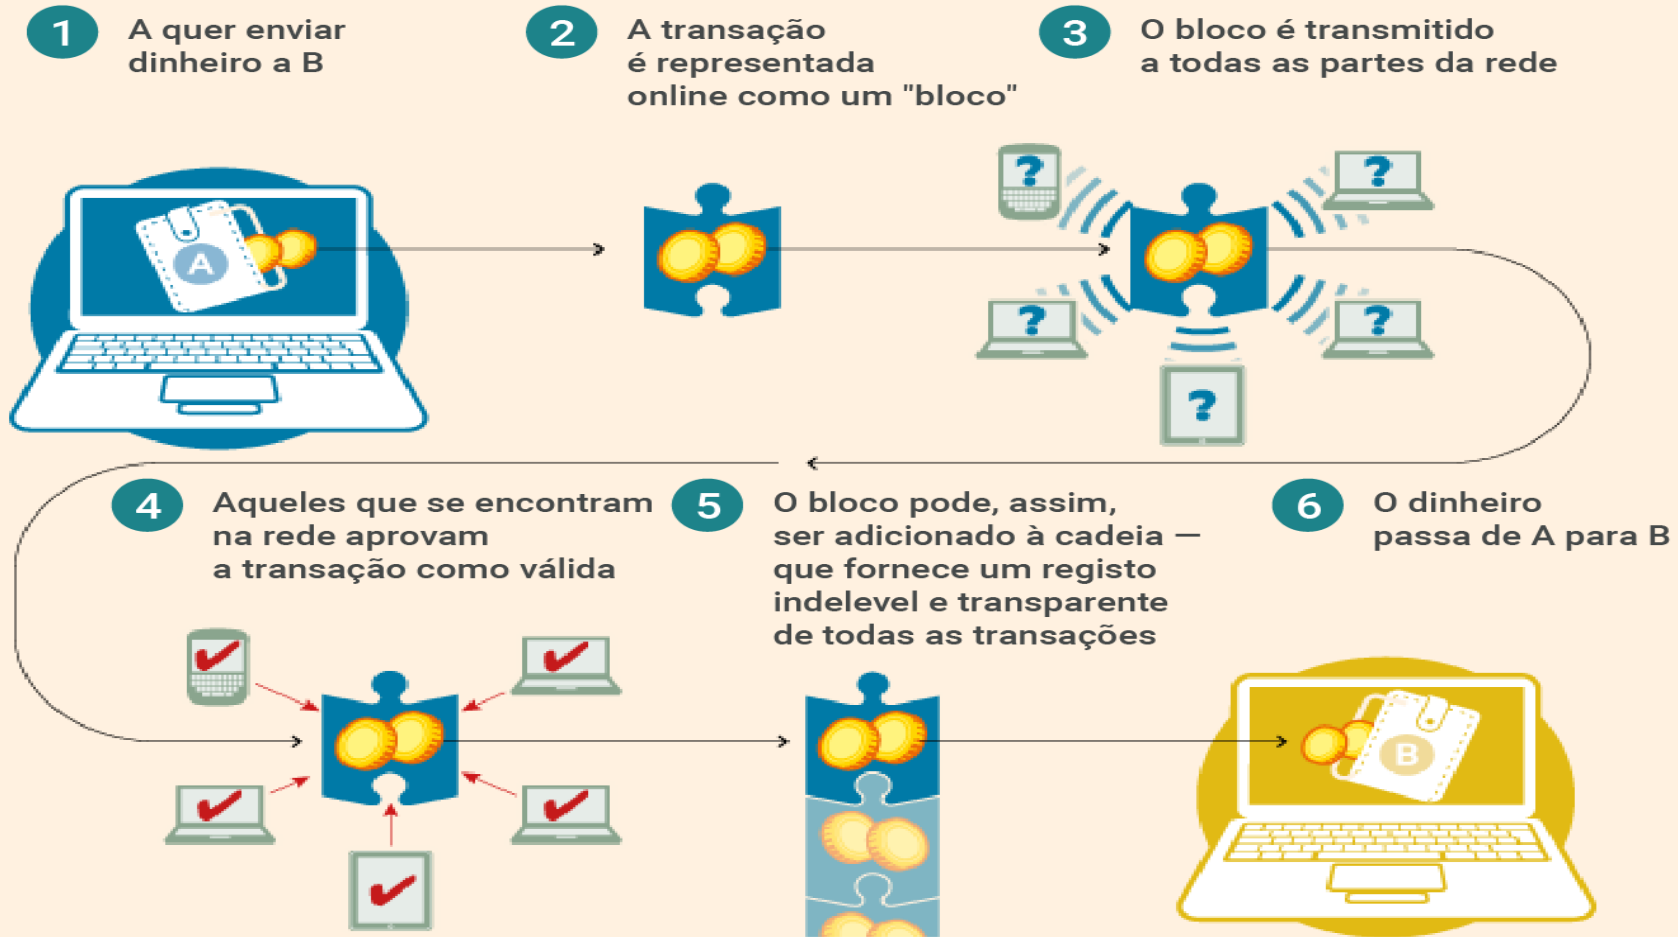 1
A quer enviar
dinheiro a B
2
A transação
é representada
online como um "bloco"
3
O bloco é transmitido
a todas as partes da rede
A
?
?
?
?
?
4
Aqueles que se encontram
na rede aprovam
a transação como válida
5
O bloco pode, assim,
ser adicionado à cadeia —
que fornece um registo
indelevel e transparente
de todas as transações
6
O dinheiro
passa de A para B
B